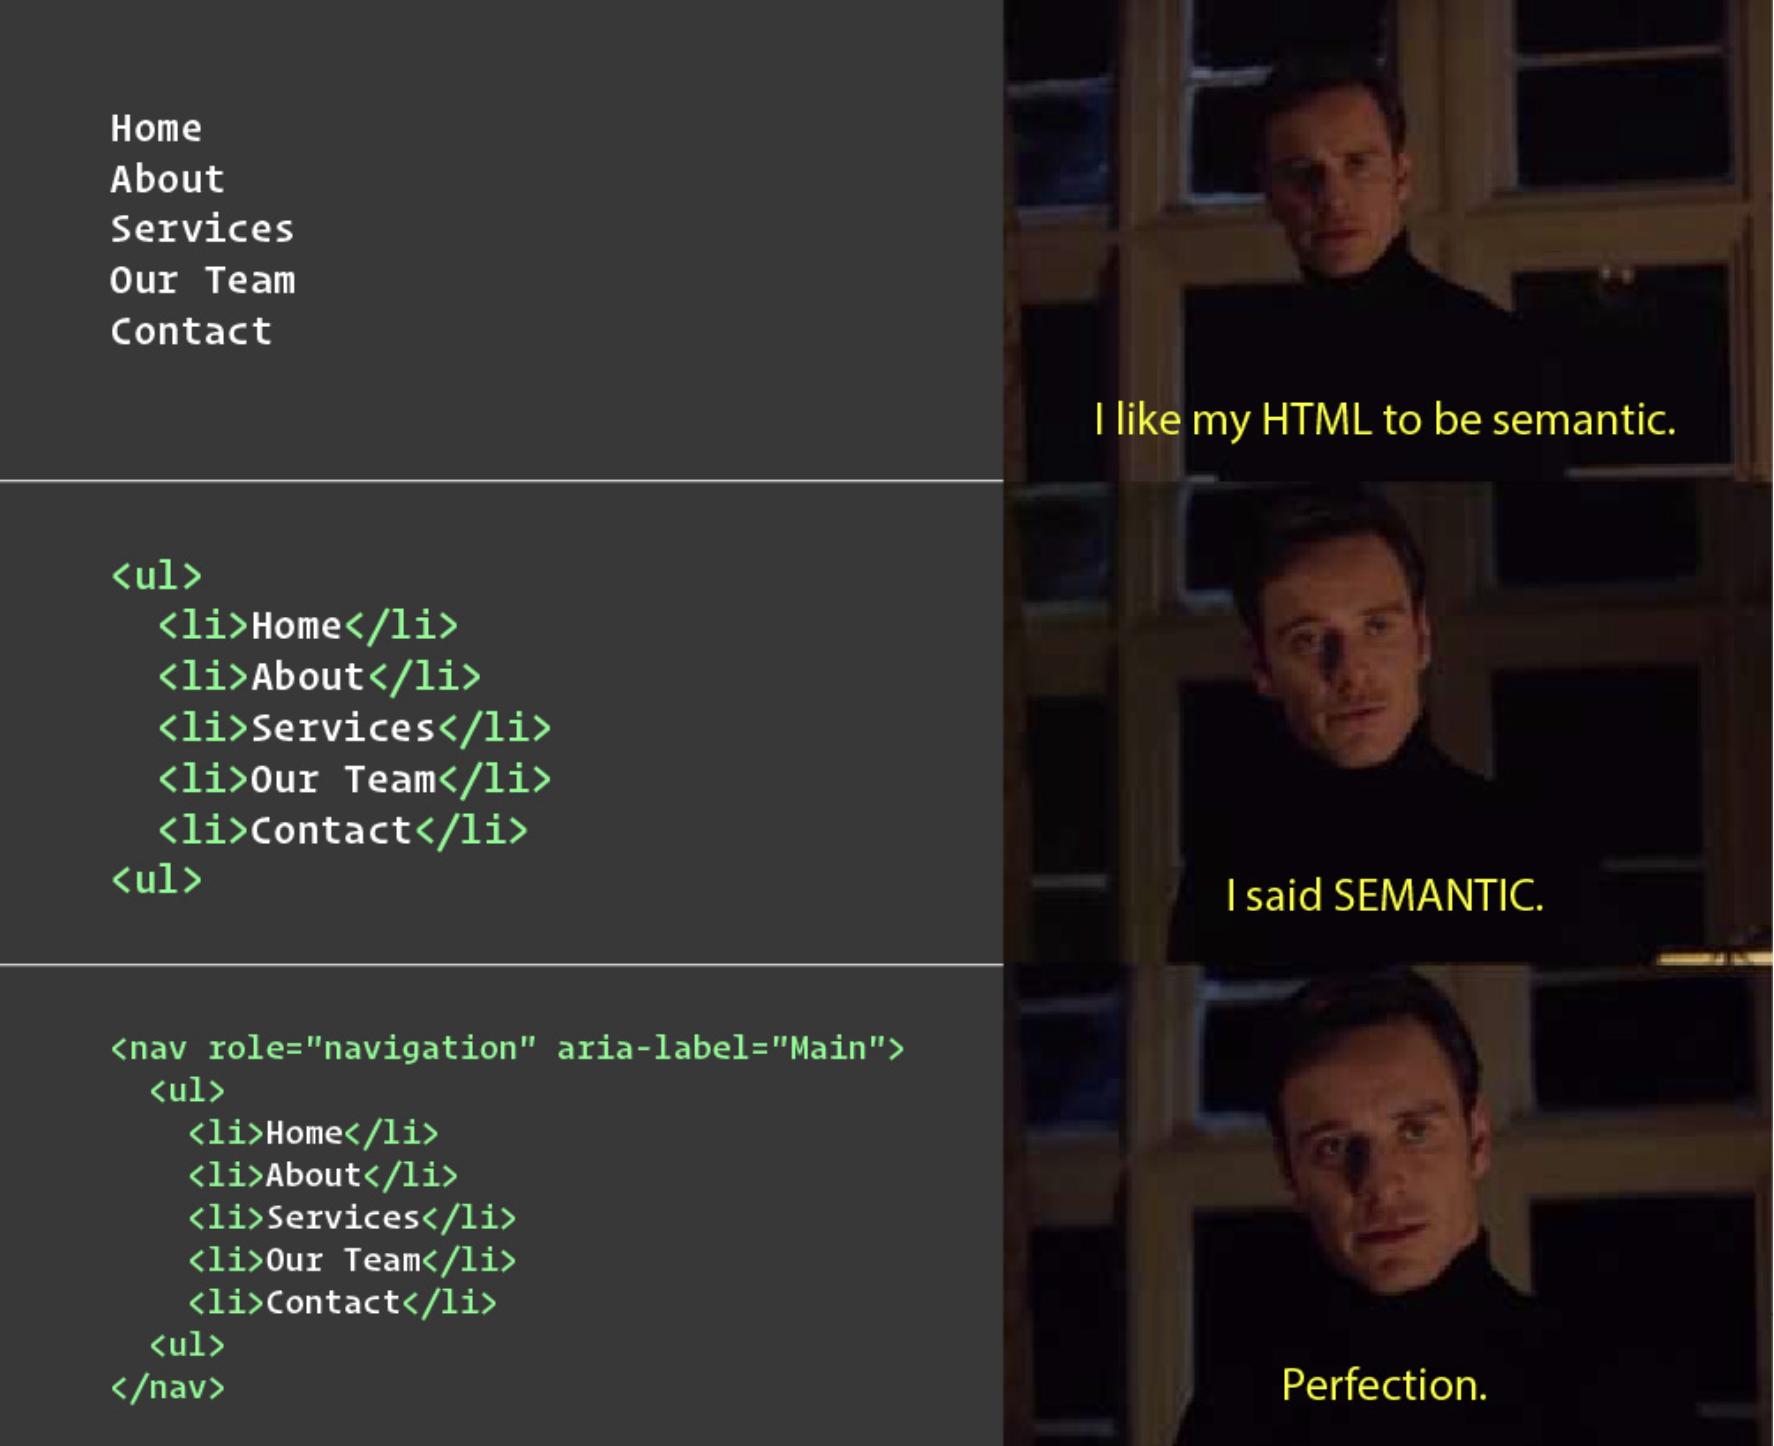 Home
About
Services
Our Team
Contact
I like my HTML to be semantic.
<ul>
  <li>Home</li>
  <li>About</li>
  <li>Services</li>
  <li>Our Team</li>
  <li>Contact</li>
<ul>
I said SEMANTIC.
<nav role="navigation" aria-label="Main">
  <ul>
    <li>Home</li>
    <li>About</li>
    <li>Services</li>
    <li>Our Team</li>
    <li>Contact</li>
  <ul>
</nav>
Perfection.